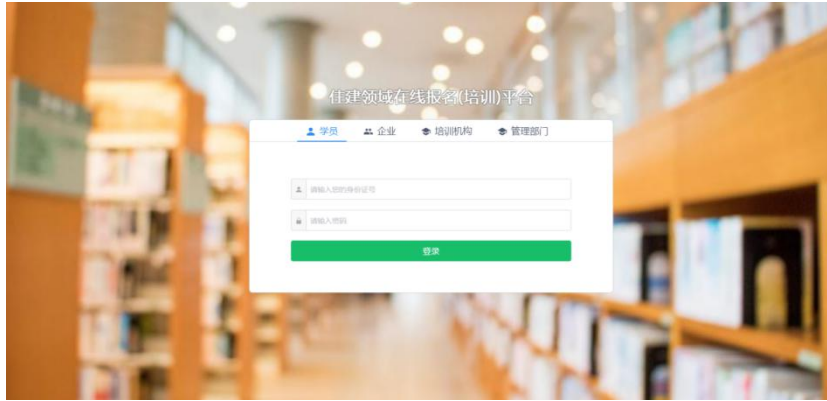 住建领域在线报名(培训)平台
学员 企业 培训机构 管理部门
请输入您的身份证号
请输入密码
登录